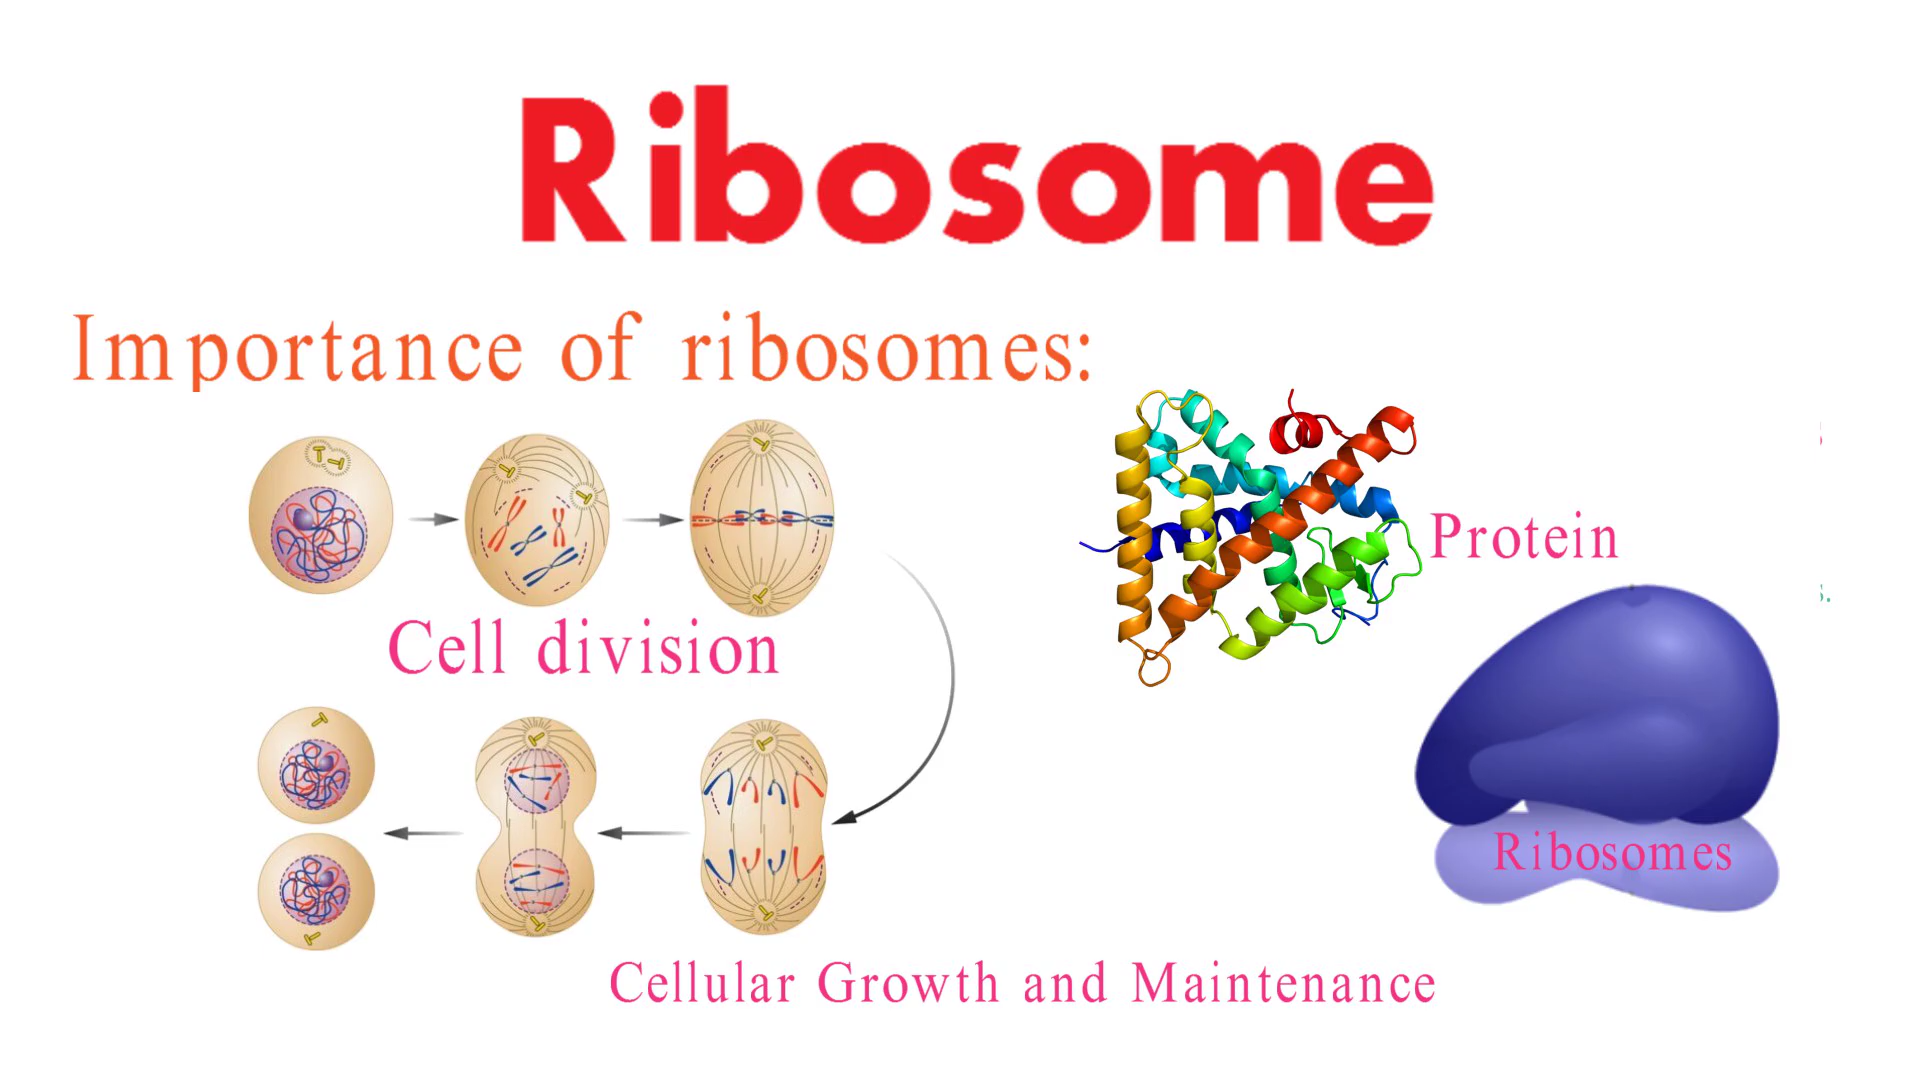 Ribosome
Importance of ribosomes:
Protein
Cell division
Ribosomes
Cellular Growth and Maintenance